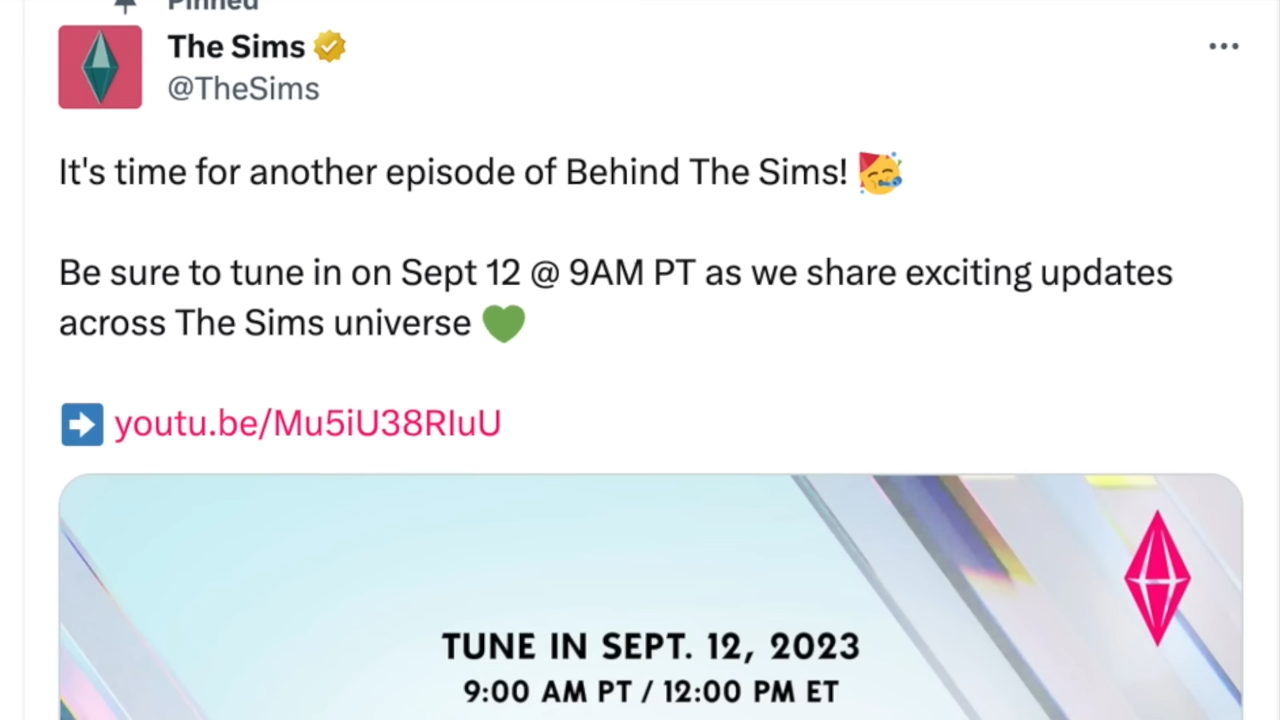 Pinned
The Sims
@TheSims
It's time for another episode of Behind The Sims! 🥳
Be sure to tune in on Sept 12 @ 9AM PT as we share exciting updates
across The Sims universe 💚
➡️ youtu.be/Mu5iU38RIuU
TUNE IN SEPT. 12, 2023
9:00 AM PT / 12:00 PM ET